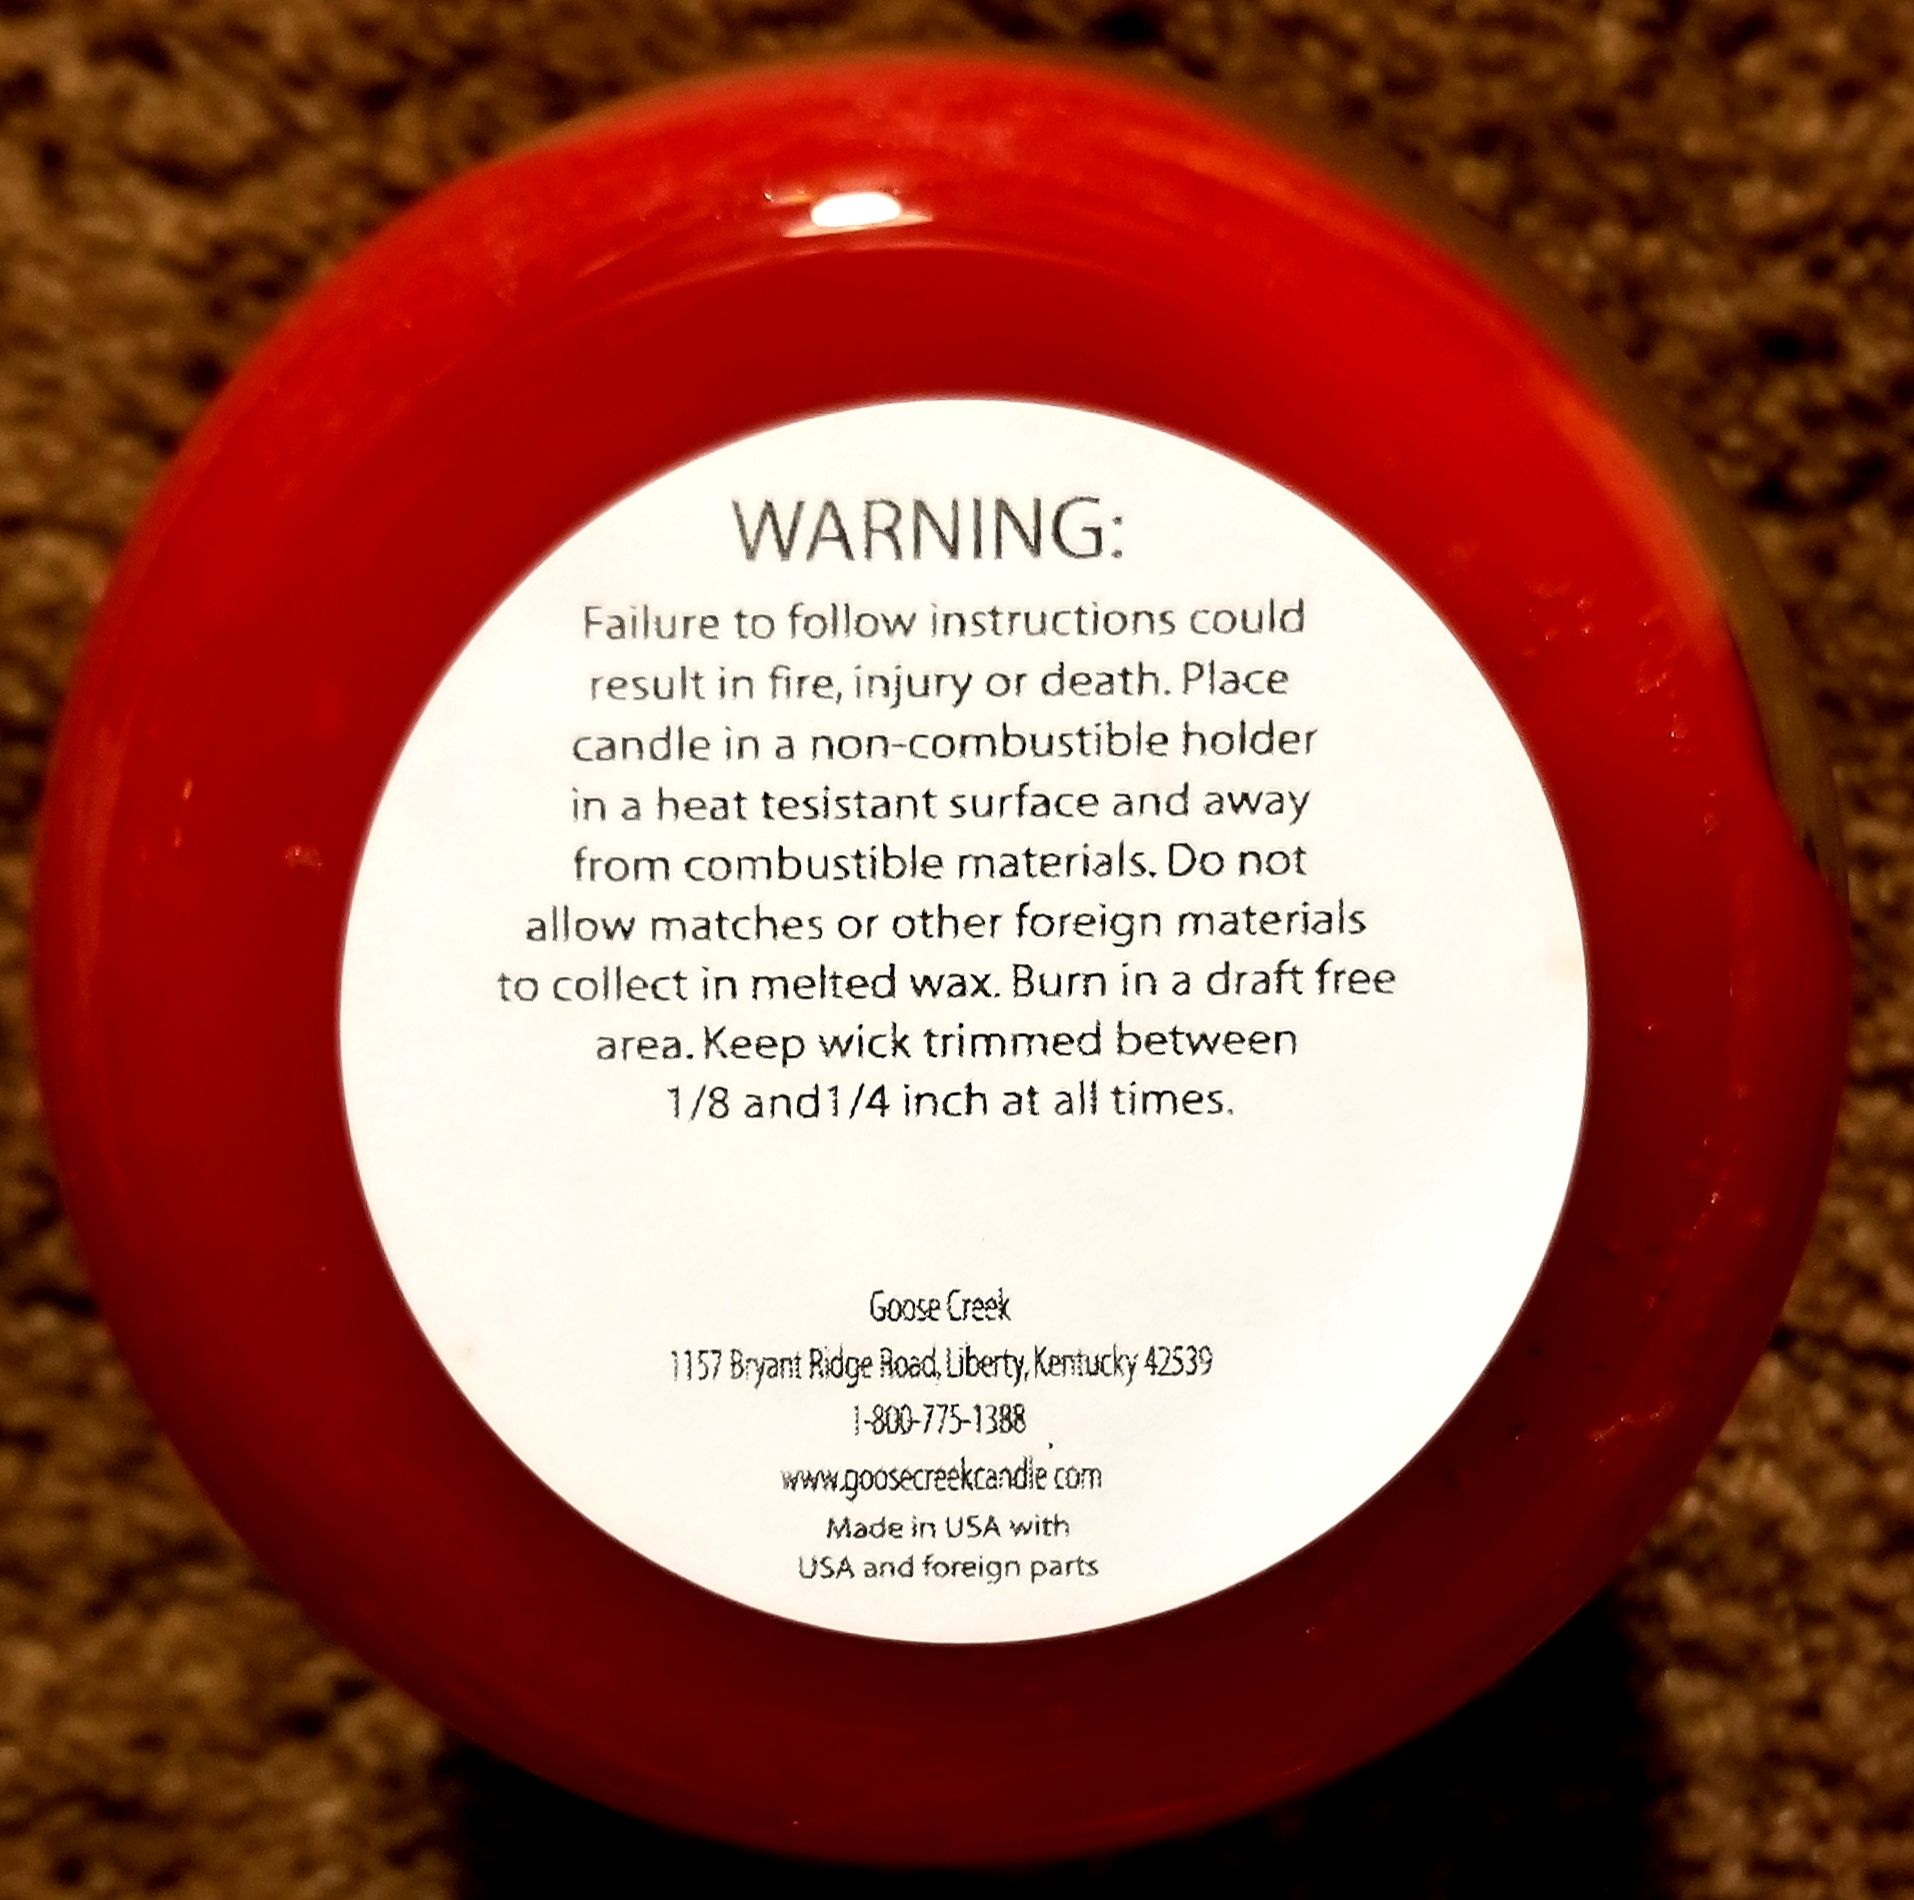 WARNING:
Failure to follow instructions could
result in fire, injury or death. Place
candle in a non-combustible holder
in a heat tesistant surface and away
from combustible materials. Do not
allow matches or other foreign materials
to collect in melted wax. Burn in a draft free
area. Keep wick trimmed between
1/8 and1/4 inch at all times.
Goose Creek
1157 Bryant Ridge Road, Liberty, Kentucky 42539
1-800-775-1388
www.goosecreekcandle.com
Made in USA with
USA and foreign parts